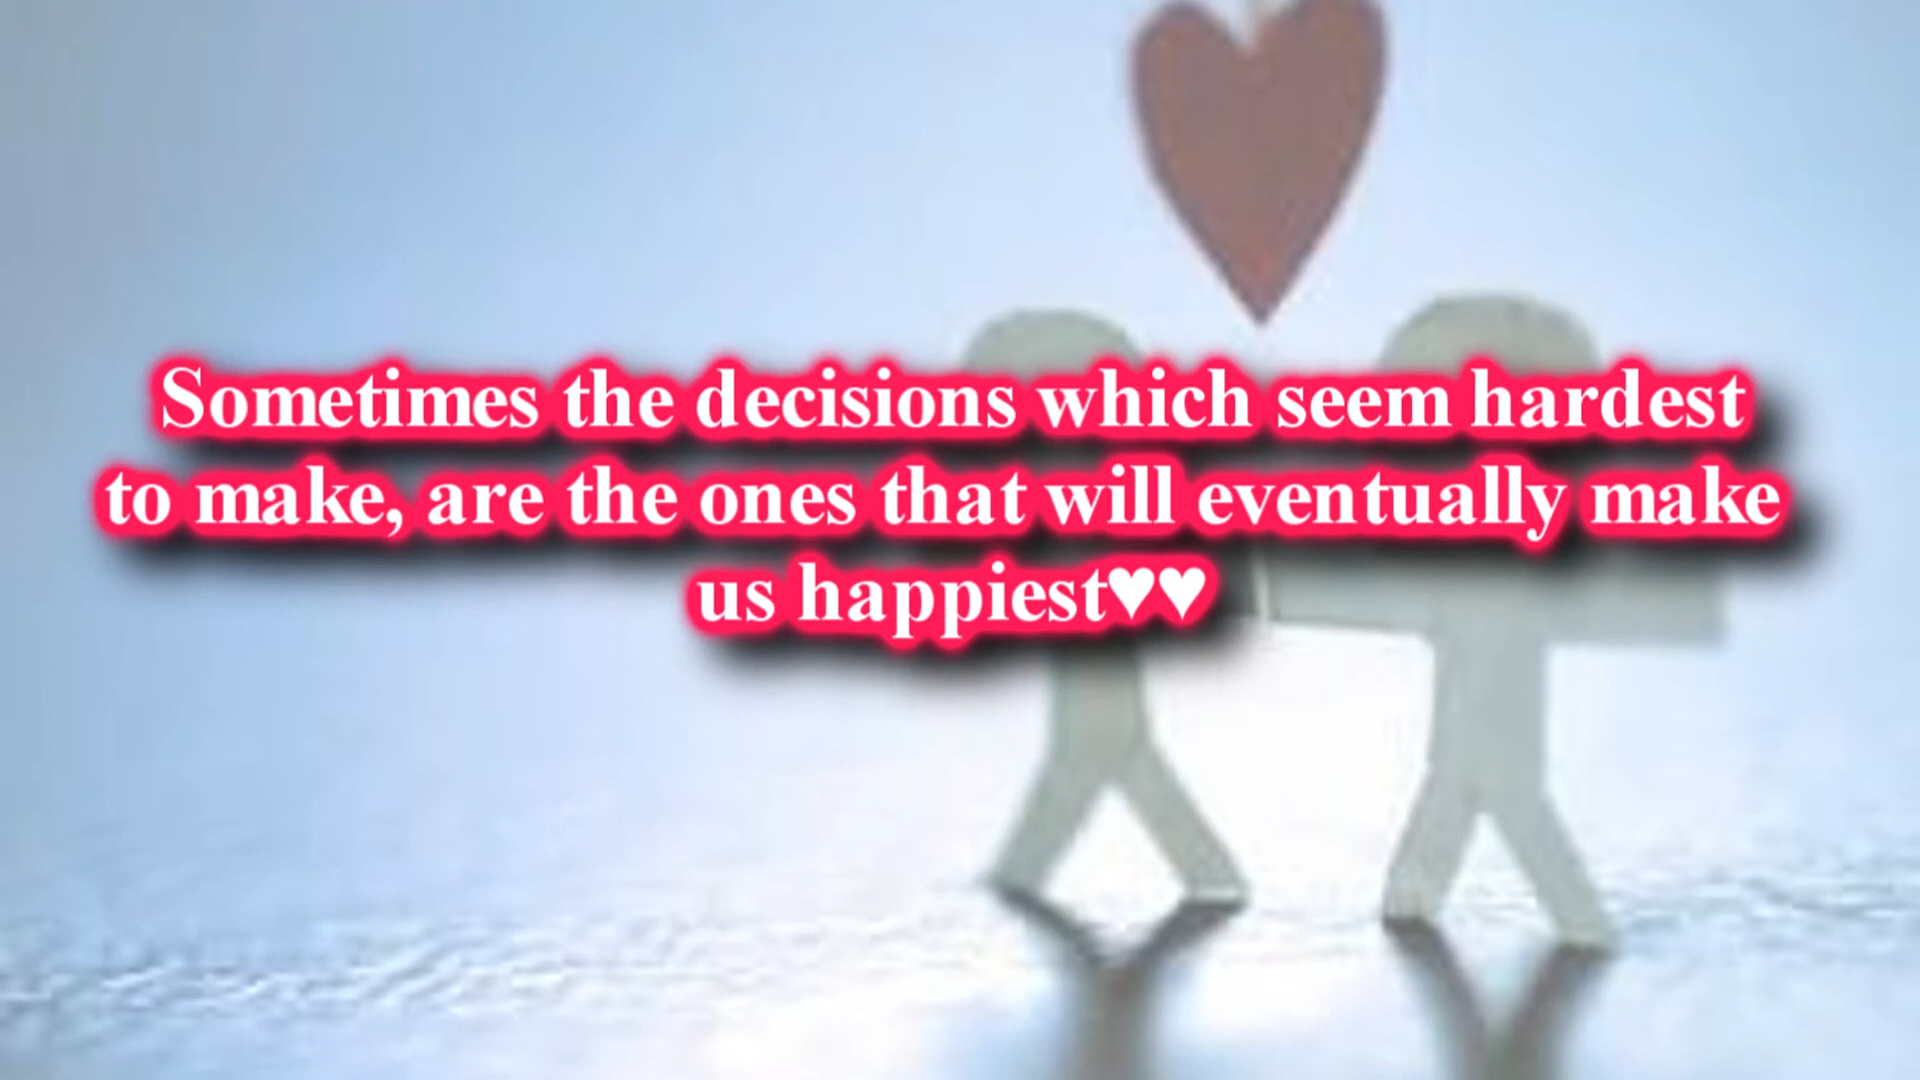 Sometimes the decisions which seem hardest
to make, are the ones that will eventually make
us happiest♥♥